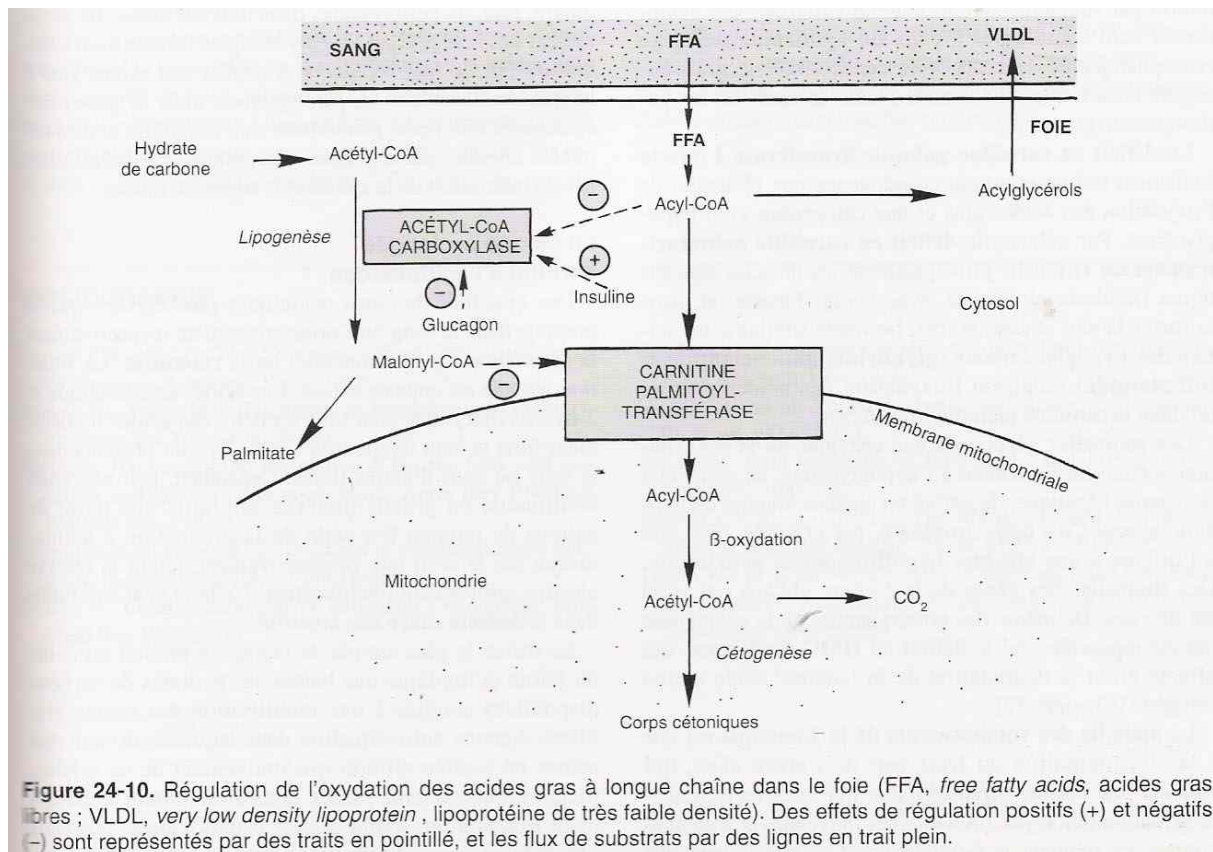 SANG
FFA
VLDL
FFA
FOIE
Hydrate
de carbone
Acétyl-CoA
Acyl-CoA
Acylglycérols
–
ACÉTYL-CoA
CARBOXYLASE
Lipogenèse
+
Insuline
–
Glucagon
Cytosol
Malonyl-CoA
–
CARNITINE
PALMITOYL-
TRANSFÉRASE
Membrane mitochondriale
Palmitate
Acyl-CoA
ß-oxydation
Mitochondrie
Acétyl-CoA
CO₂
Cétogenèse
Corps cétoniques
Figure 24-10. Régulation de l'oxydation des acides gras à longue chaîne dans le foie (FFA, free fatty acids, acides gras
libres ; VLDL, very low density lipoprotein , lipoprotéine de très faible densité). Des effets de régulation positifs (+) et négatifs
(–) sont représentés par des traits en pointillé, et les flux de substrats par des lignes en trait plein.